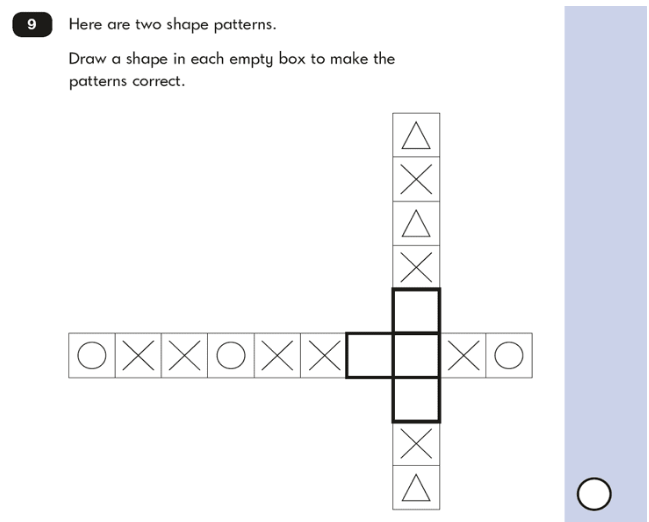 9
Here are two shape patterns.
Draw a shape in each empty box to make the
patterns correct.